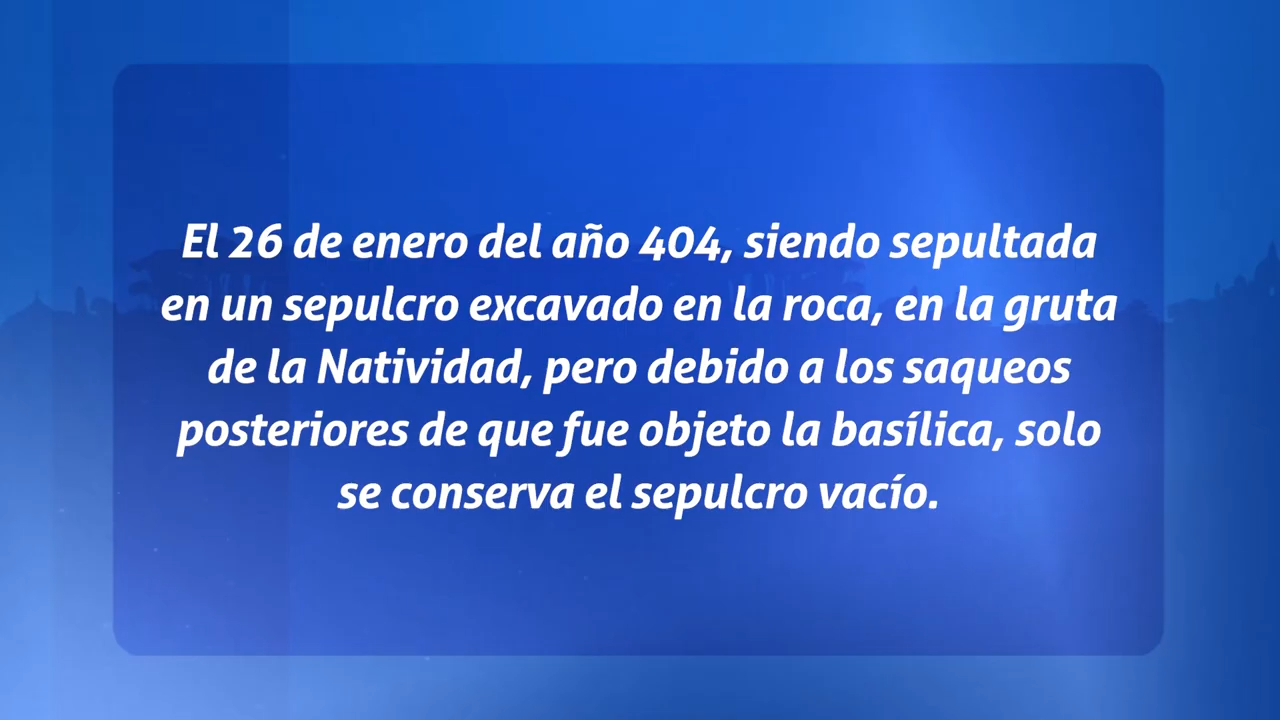 El 26 de enero del año 404, siendo sepultada
en un sepulcro excavado en la roca, en la gruta
de la Natividad, pero debido a los saqueos
posteriores de que fue objeto la basílica, solo
se conserva el sepulcro vacío.